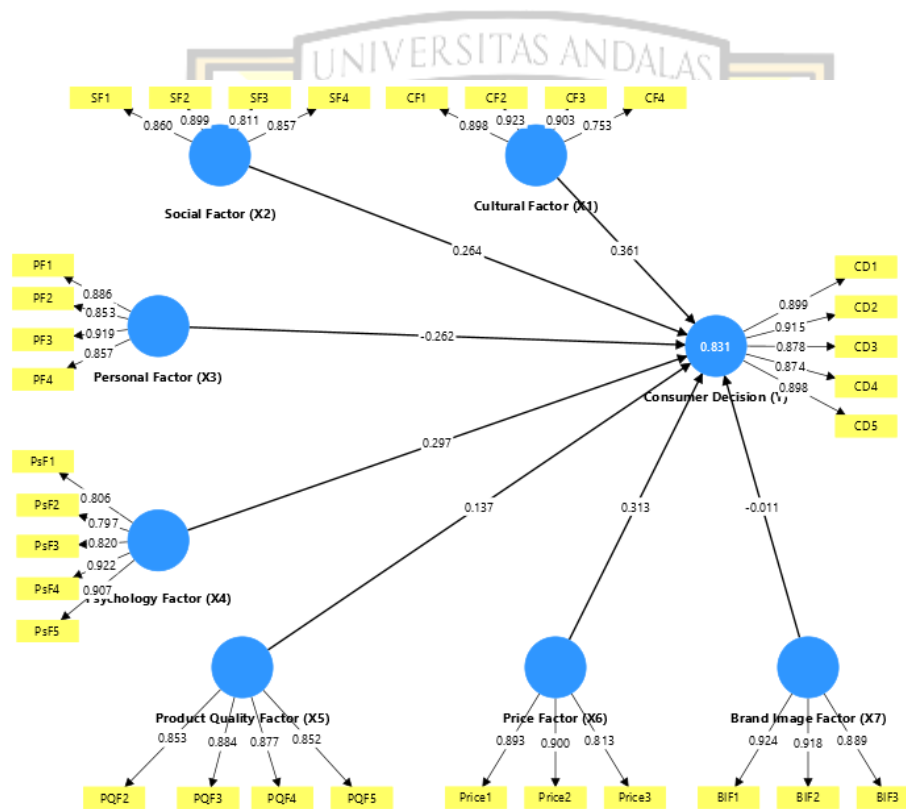 UNIVERSITAS ANDALAS
SF1 SF2 SF3 SF4 CF1 CF2 CF3 CF4
0.860 0.899 0.811 0.857 0.898 0.923 0.903 0.753
Social Factor (X2) Cultural Factor (X1)
0.264 0.361
PF1
PF2
PF3
PF4
0.886
0.853
0.919
0.857
Personal Factor (X3)
-0.262
0.831
Consumer Decision (Y)
0.899
0.915
0.878
0.874
0.898
CD1
CD2
CD3
CD4
CD5
PsF1
PsF2
PsF3
PsF4
PsF5
0.806
0.797
0.820
0.922
0.907
Psychology Factor (X4)
0.297
0.137 0.313 -0.011
Product Quality Factor (X5) Price Factor (X6) Brand Image Factor (X7)
0.853 0.884 0.877 0.852 0.893 0.900 0.813 0.924 0.918 0.889
PQF2 PQF3 PQF4 PQF5 Price1 Price2 Price3 BIF1 BIF2 BIF3